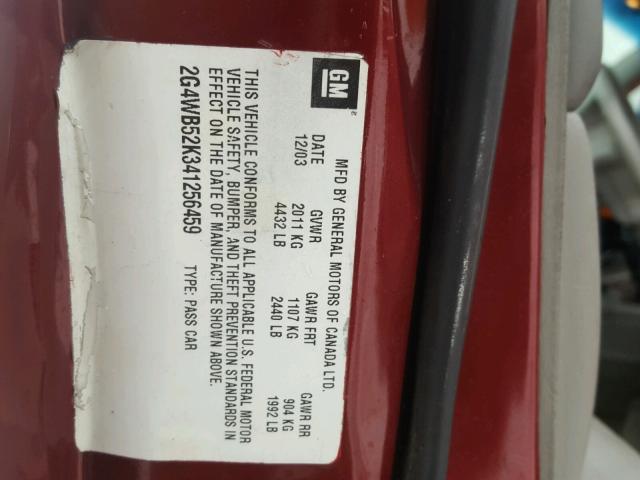 GM
®
MFD BY GENERAL MOTORS OF CANADA LTD.
DATE GVWR GAWR FRT GAWR RR
12/03 2011 KG 1107 KG 904 KG
4432 LB 2440 LB 1992 LB
THIS VEHICLE CONFORMS TO ALL APPLICABLE U.S. FEDERAL MOTOR
VEHICLE SAFETY, BUMPER, AND THEFT PREVENTION STANDARDS IN
EFFECT ON THE DATE OF MANUFACTURE SHOWN ABOVE.
2G4WB52K341256459 TYPE: PASS CAR